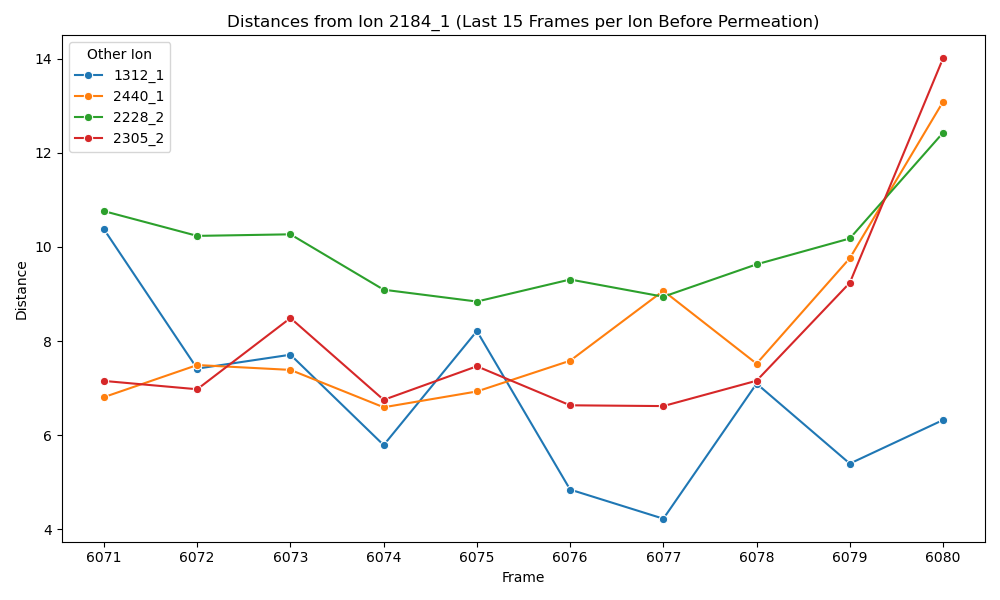 Distances from Ion 2184_1 (Last 15 Frames per Ion Before Permeation)
Other Ion
1312_1
2440_1
2228_2
2305_2
Distance
14
12
10
8
6
4
6071 6072 6073 6074 6075 6076 6077 6078 6079 6080
Frame